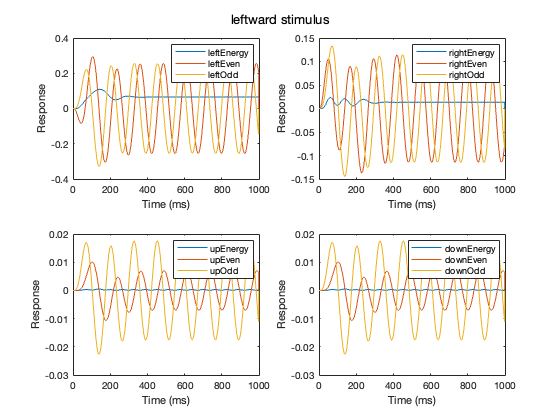 leftward stimulus
0.4
0.2
0
-0.2
-0.4
Response
leftEnergy
leftEven
leftOdd
0 200 400 600 800 1000
Time (ms)
0.15
0.1
0.05
0
-0.05
-0.1
-0.15
Response
rightEnergy
rightEven
rightOdd
0 200 400 600 800 1000
Time (ms)
0.02
0.01
0
-0.01
-0.02
-0.03
Response
upEnergy
upEven
upOdd
0 200 400 600 800 1000
Time (ms)
0.02
0.01
0
-0.01
-0.02
-0.03
Response
downEnergy
downEven
downOdd
0 200 400 600 800 1000
Time (ms)